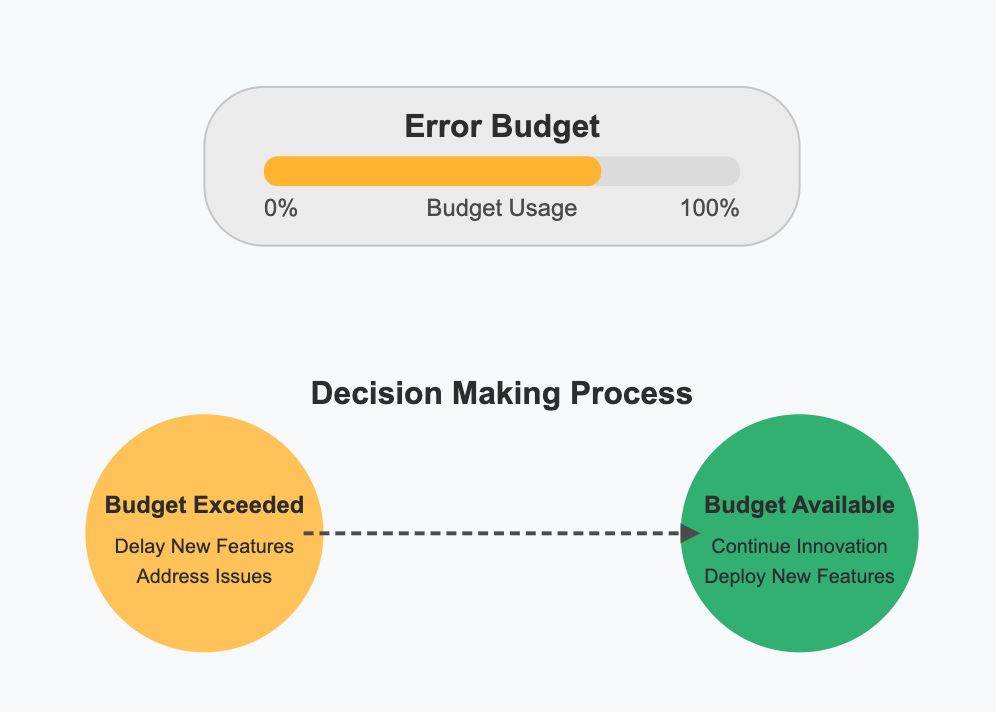 Error Budget
0% Budget Usage 100%
Decision Making Process
Budget Exceeded
Delay New Features
Address Issues
Budget Available
Continue Innovation
Deploy New Features